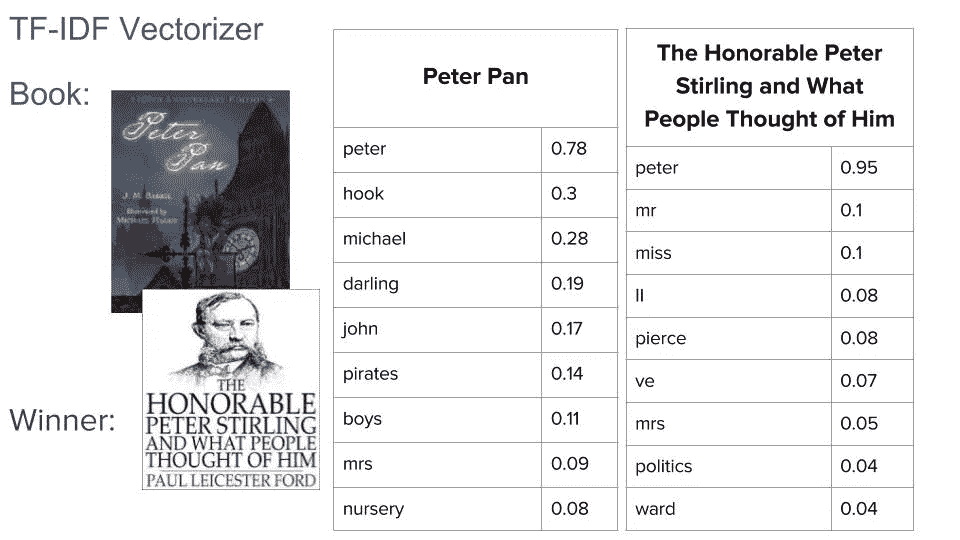 TF-IDF Vectorizer
Book:
Peter
Pan
J. M. Barrie
Illustrated by
Winner:
THE
HONORABLE
PETER STIRLING
AND WHAT PEOPLE
THOUGHT OF HIM
PAUL LEICESTER FORD
Peter Pan
peter 0.78
hook 0.3
michael 0.28
darling 0.19
john 0.17
pirates 0.14
boys 0.11
mrs 0.09
nursery 0.08
The Honorable Peter
Stirling and What
People Thought of Him
peter 0.95
mr 0.1
miss 0.1
ll 0.08
pierce 0.08
ve 0.07
mrs 0.05
politics 0.04
ward 0.04